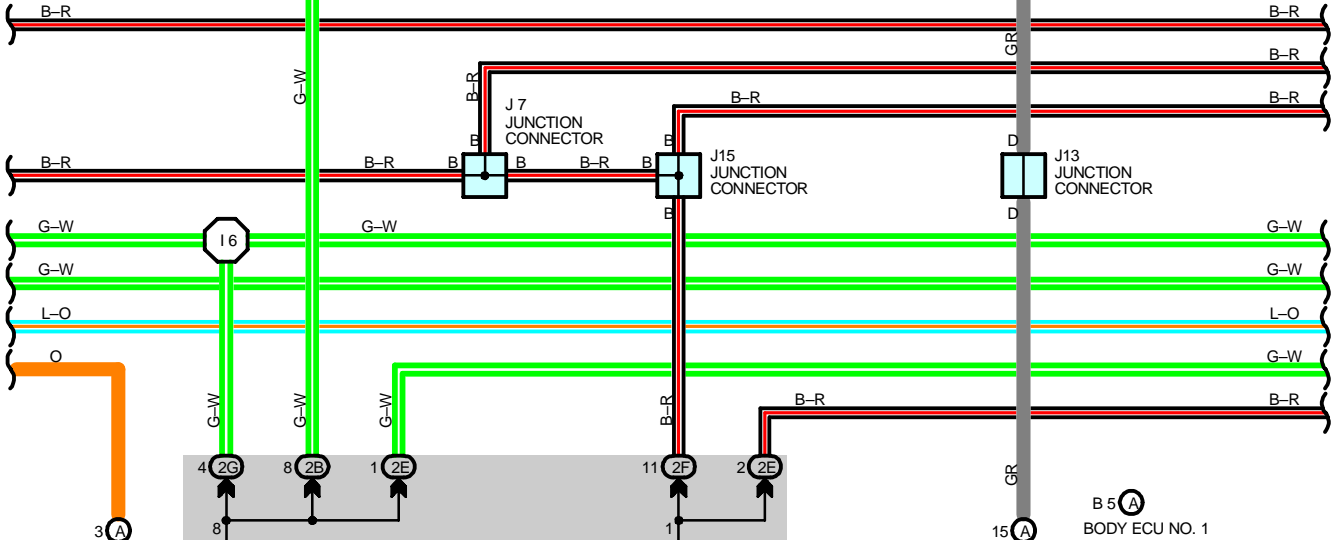 B–R
B–R
GR
B–R
G–W
B–R
J 7
JUNCTION
CONNECTOR
B–R
B–R
B
B
D
B–R
B–R
B
B
B–R
B
J15
JUNCTION
CONNECTOR
J13
JUNCTION
CONNECTOR
B
D
G–W
I 6
G–W
G–W
G–W
G–W
L–O
L–O
O
G–W
G–W
G–W
G–W
B–R
B–R
B–R
4 2G
8 2B
1 2E
11 2F
2 2E
GR
B 5 A
3 A
8
1
15 A
BODY ECU NO. 1